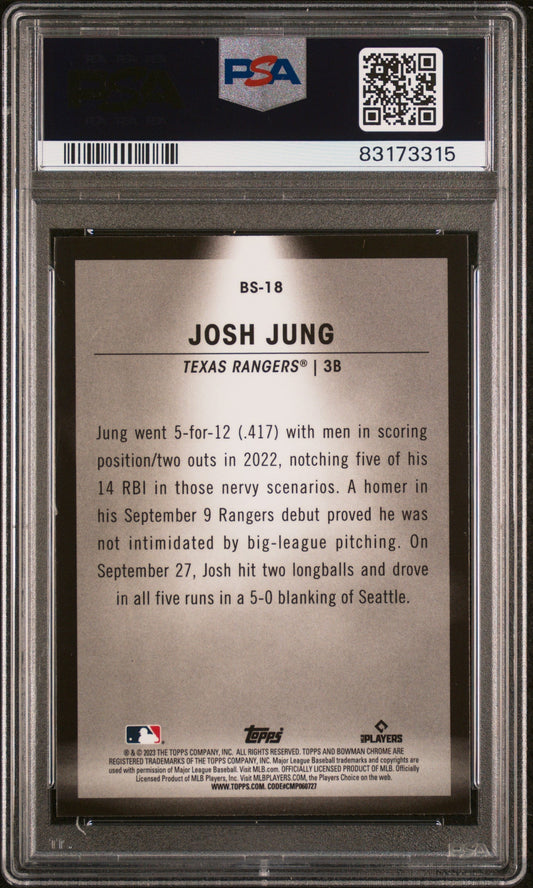 PSA
83173315
BS-18
JOSH JUNG
TEXAS RANGERS® | 3B
Jung went 5-for-12 (.417) with men in scoring
position/two outs in 2022, notching five of his
14 RBI in those nervy scenarios. A homer in
his September 9 Rangers debut proved he was
not intimidated by big-league pitching. On
September 27, Josh hit two longballs and drove
in all five runs in a 5-0 blanking of Seattle.
Topps
PLAYERS
® & © 2023 THE TOPPS COMPANY, INC. ALL RIGHTS RESERVED. TOPPS AND BOWMAN CHROME ARE
REGISTERED TRADEMARKS OF THE TOPPS COMPANY, INC. Major League Baseball trademarks and copyrights are
used with permission of Major League Baseball. Visit MLB.com. OFFICIALLY LICENSED PRODUCT OF MLB. Officially
Licensed Product of MLB Players, Inc. Visit MLBPLAYERS.COM, the Players Choice on the web.
WWW.TOPPS.COM. CODE#CMP060727
PSA